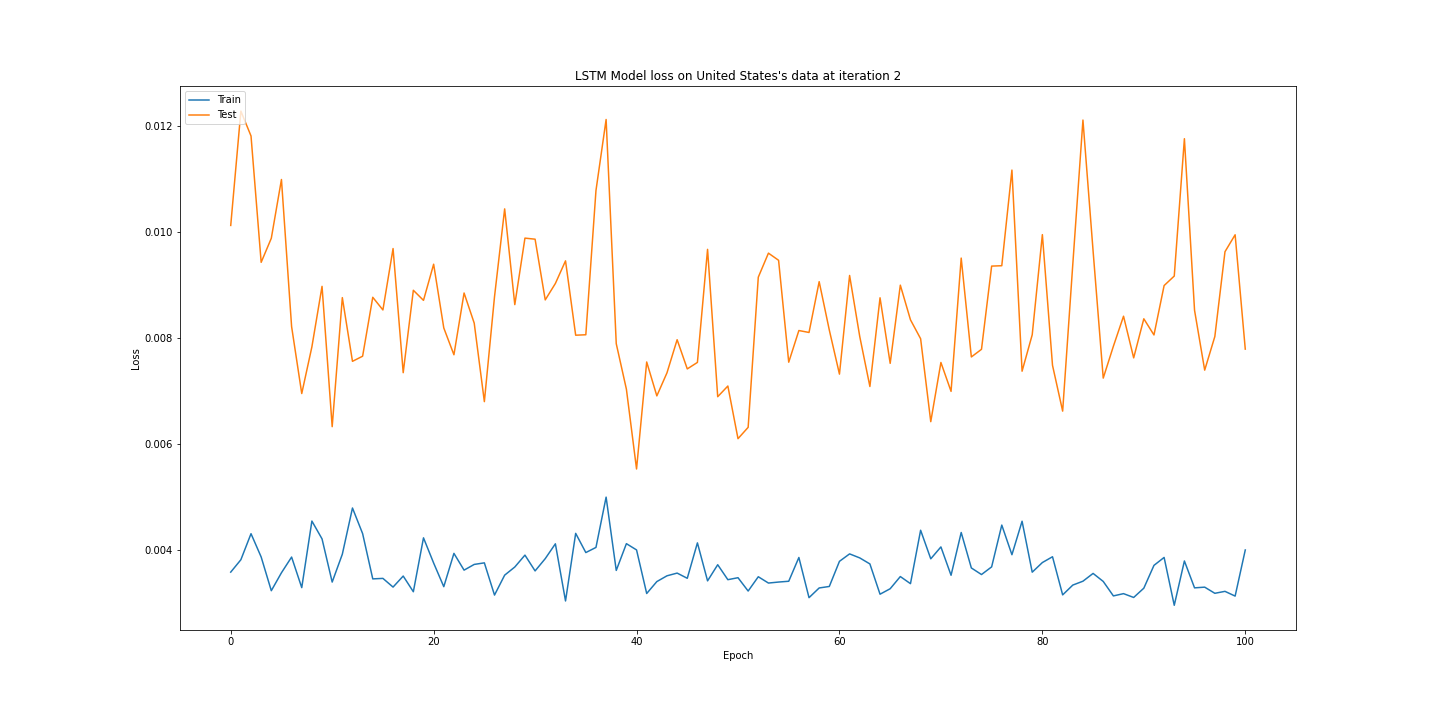 LSTM Model loss on United States's data at iteration 2
Train
Test
0.012
0.010
0.008
0.006
0.004
Loss
0 20 40 60 80 100
Epoch